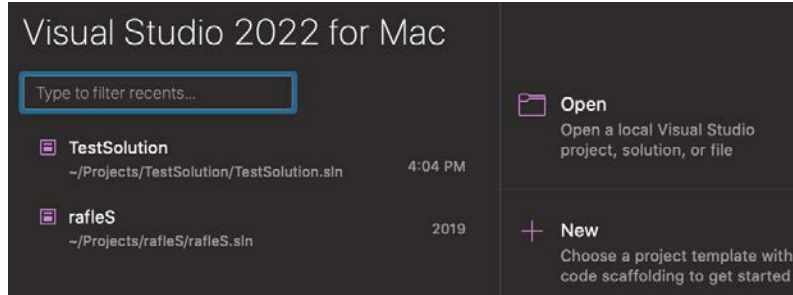 Visual Studio 2022 for Mac
Type to filter recents...
TestSolution
~/Projects/TestSolution/TestSolution.sln
4:04 PM
rafleS
~/Projects/rafleS/rafleS.sln
2019
Open
Open a local Visual Studio
project, solution, or file
New
Choose a project template with
code scaffolding to get started